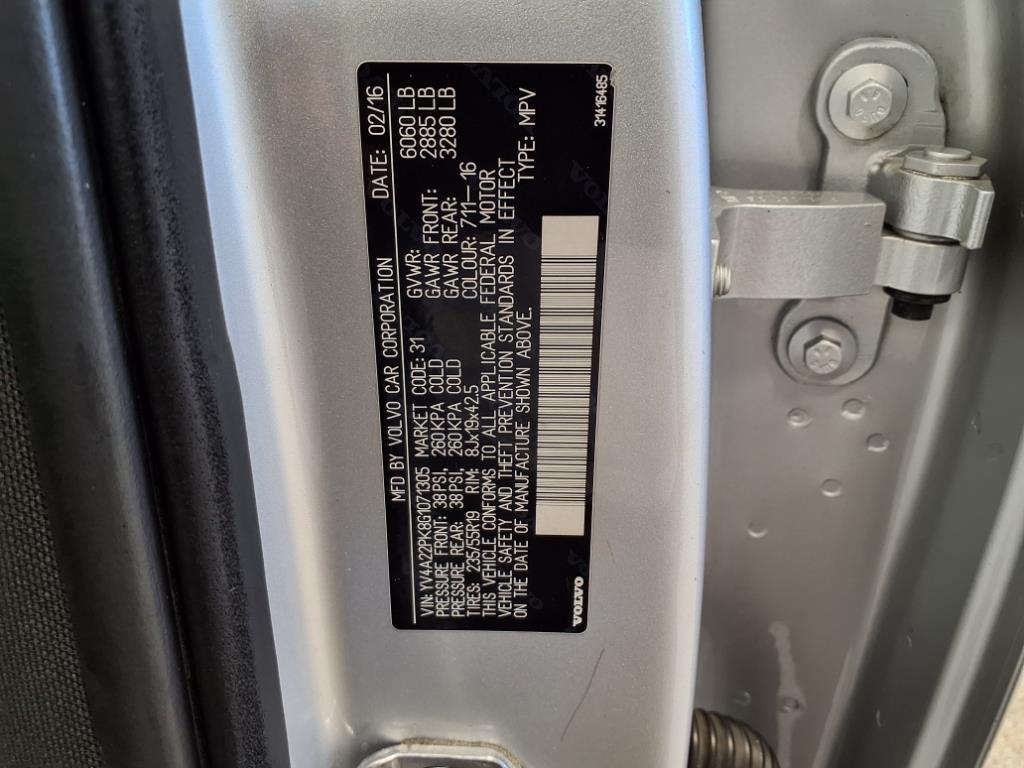 MFD BY VOLVO CAR CORPORATION DATE: 02/16
VIN: YV4A22PK8G1071305 MARKET CODE: 31 GVWR: 6060 LB
PRESSURE FRONT: 38PSI, 260KPA COLD GAWR FRONT: 2885 LB
PRESSURE REAR: 38PSI, 260KPA COLD GAWR REAR: 3280 LB
TIRES: 235/55R19 RIM: 8Jx19x42.5 COLOUR: 711-16
THIS VEHICLE CONFORMS TO ALL APPLICABLE FEDERAL MOTOR
VEHICLE SAFETY AND THEFT PREVENTION STANDARDS IN EFFECT
ON THE DATE OF MANUFACTURE SHOWN ABOVE. TYPE: MPV
VOLVO 31416485